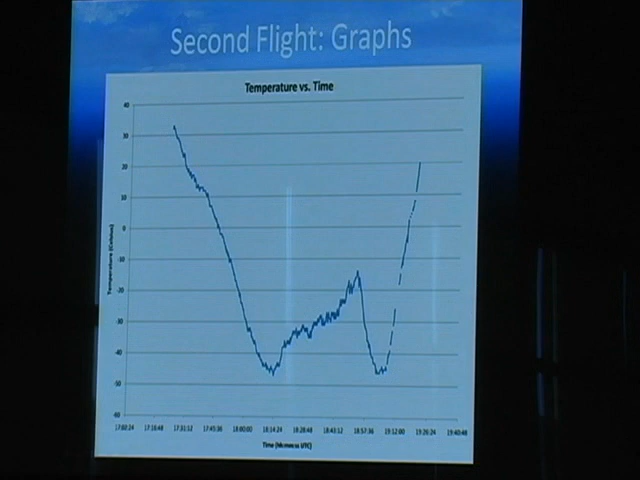 Second Flight: Graphs
Temperature vs. Time
40
30
20
10
0
-10
-20
-30
-40
-50
-60
Temperature (Celsius)
17:02:24 17:16:48 17:31:12 17:45:36 18:00:00 18:14:24 18:28:48 18:43:12 18:57:36 19:12:00 19:26:24 19:40:48